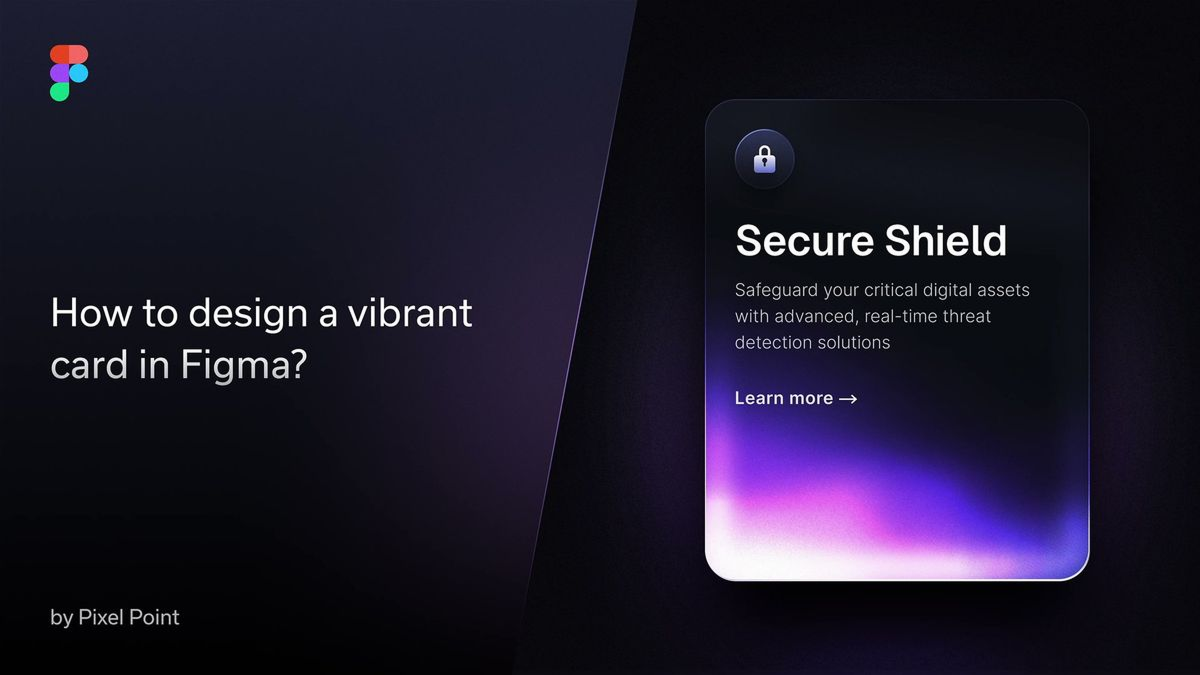 How to design a vibrant
card in Figma?
by Pixel Point
Secure Shield
Safeguard your critical digital assets
with advanced, real-time threat
detection solutions
Learn more →